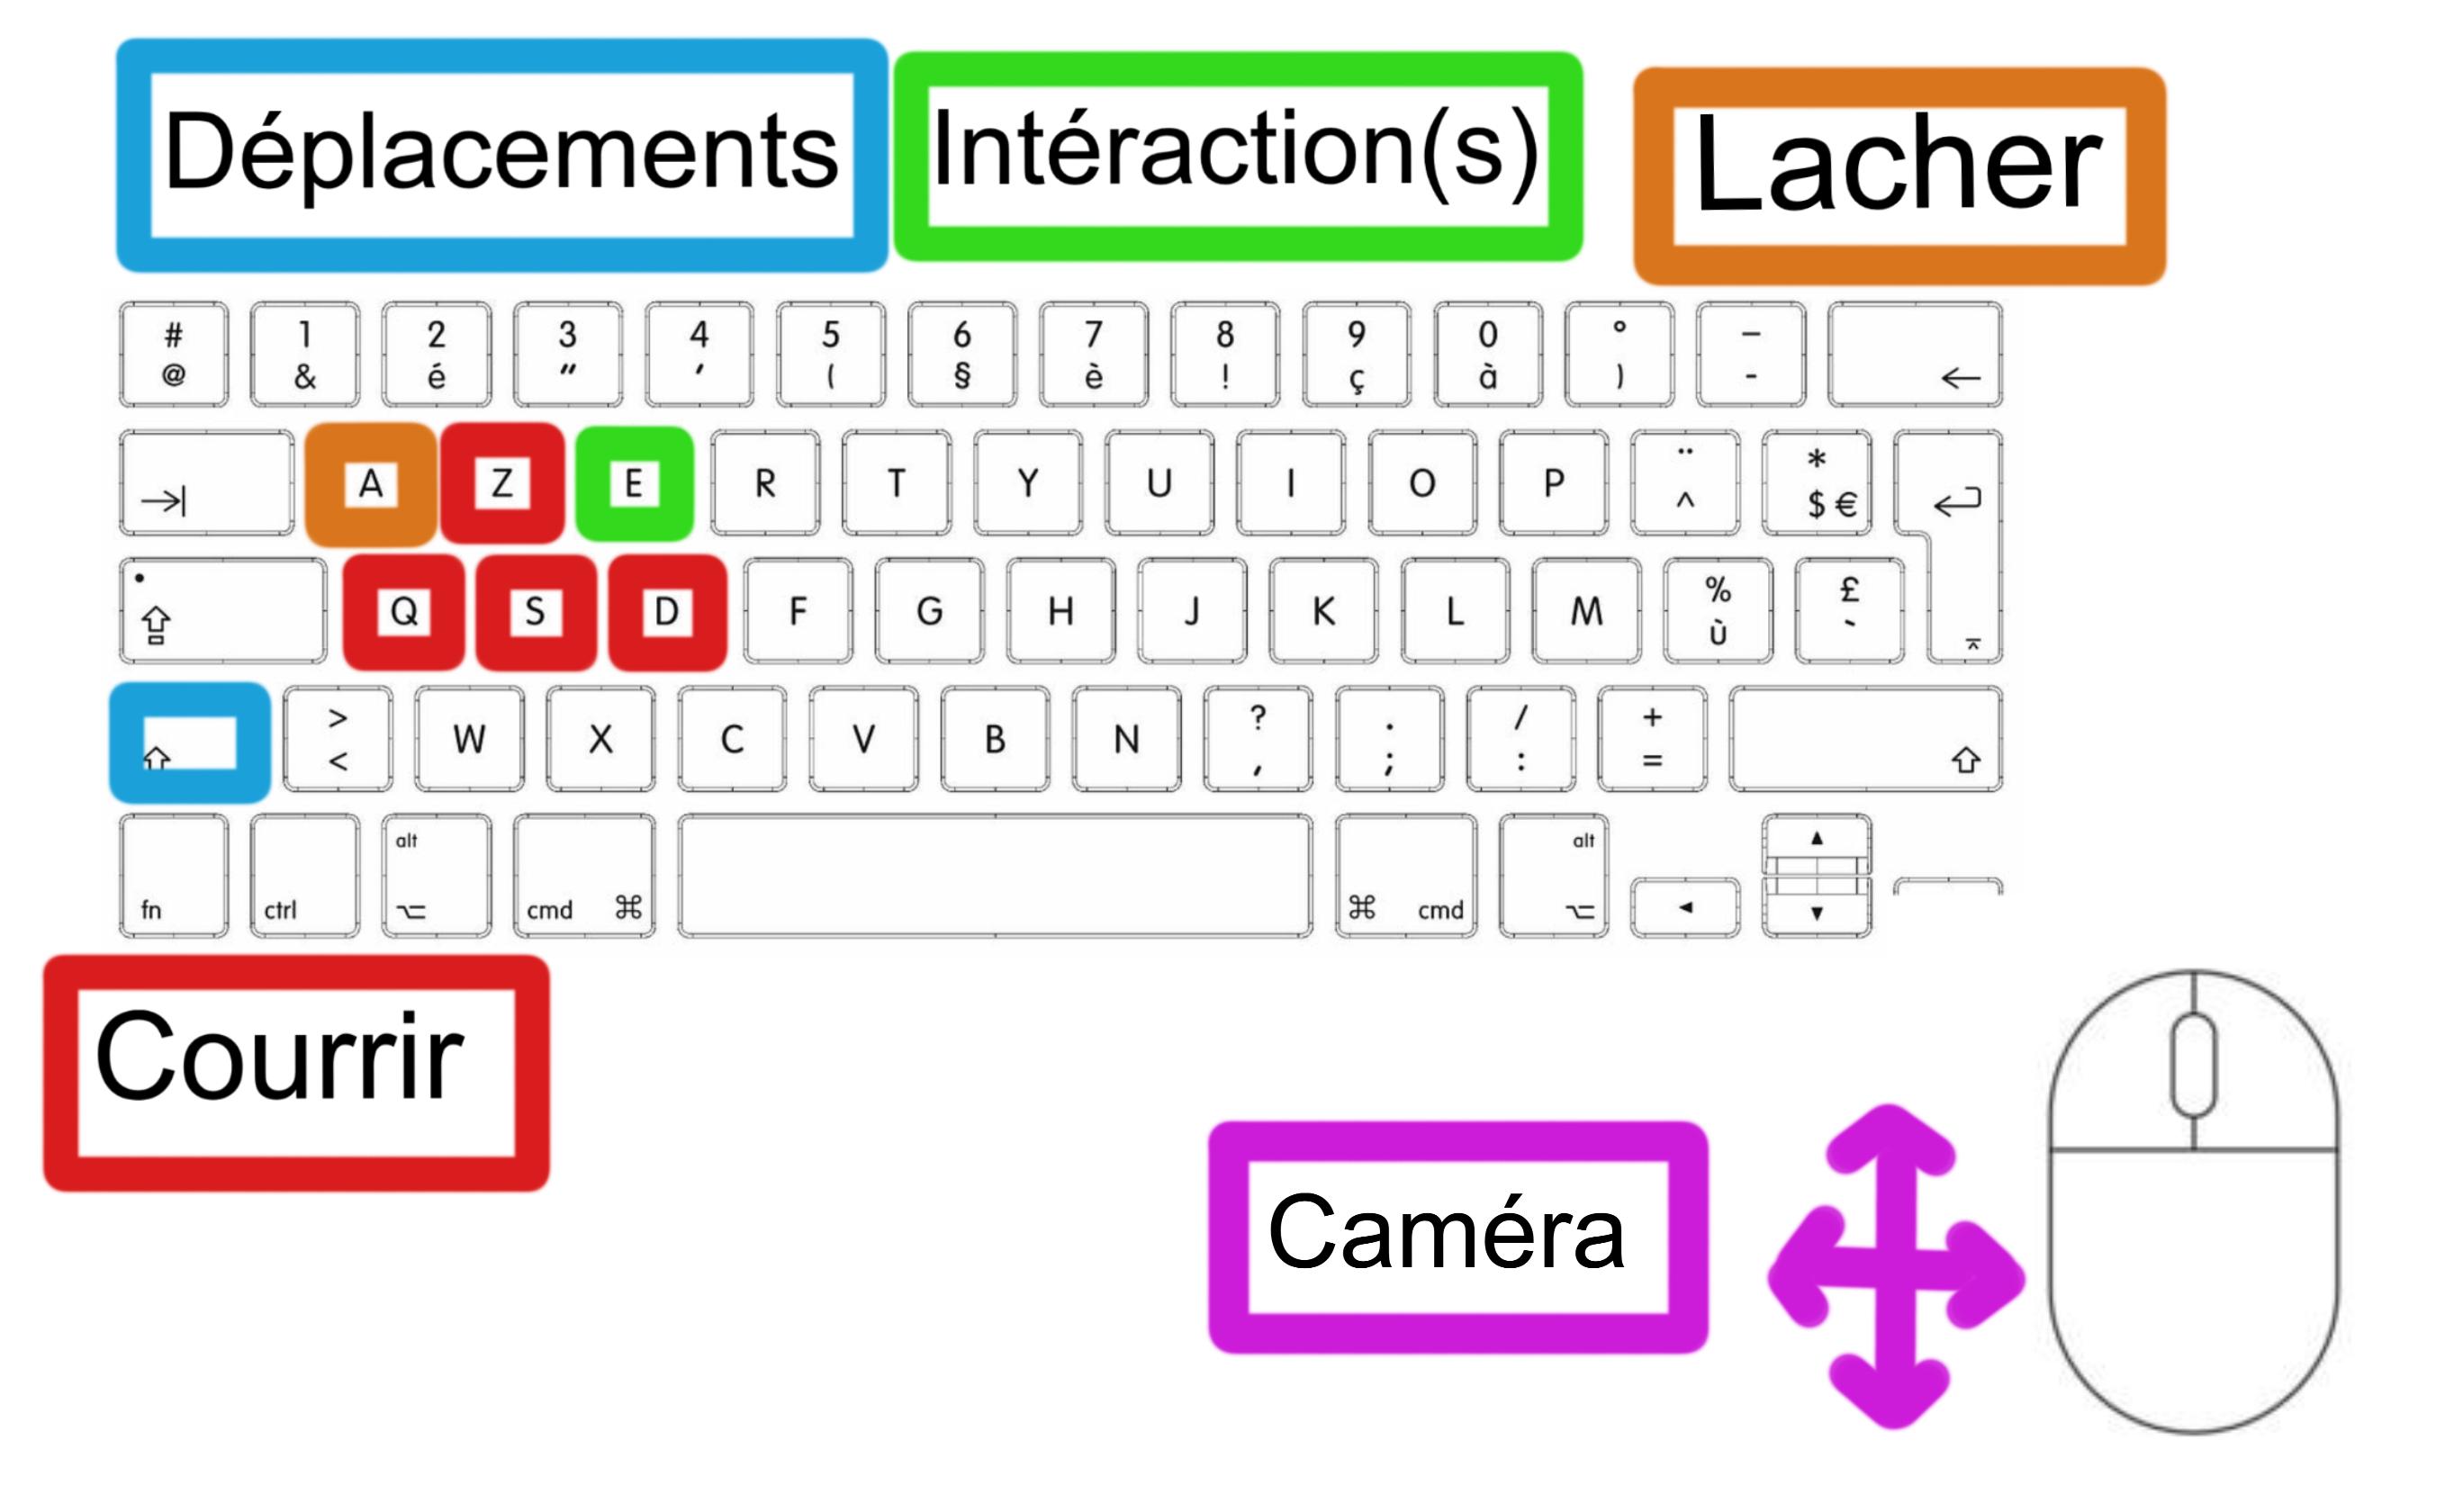 Déplacements Intéraction(s) Lacher
# 1 2 3 4 5 6 7 8 9 0 ° –
@ & é " ' ( § è ! ç à ) -
A Z E R T Y U I O P ¨ *
^ $ €
Q S D F G H J K L M % £
ù `
> W X C V B N ? . / +
< , ; : =
alt alt
fn ctrl cmd ⌘ ⌘ cmd
Courrir
Caméra